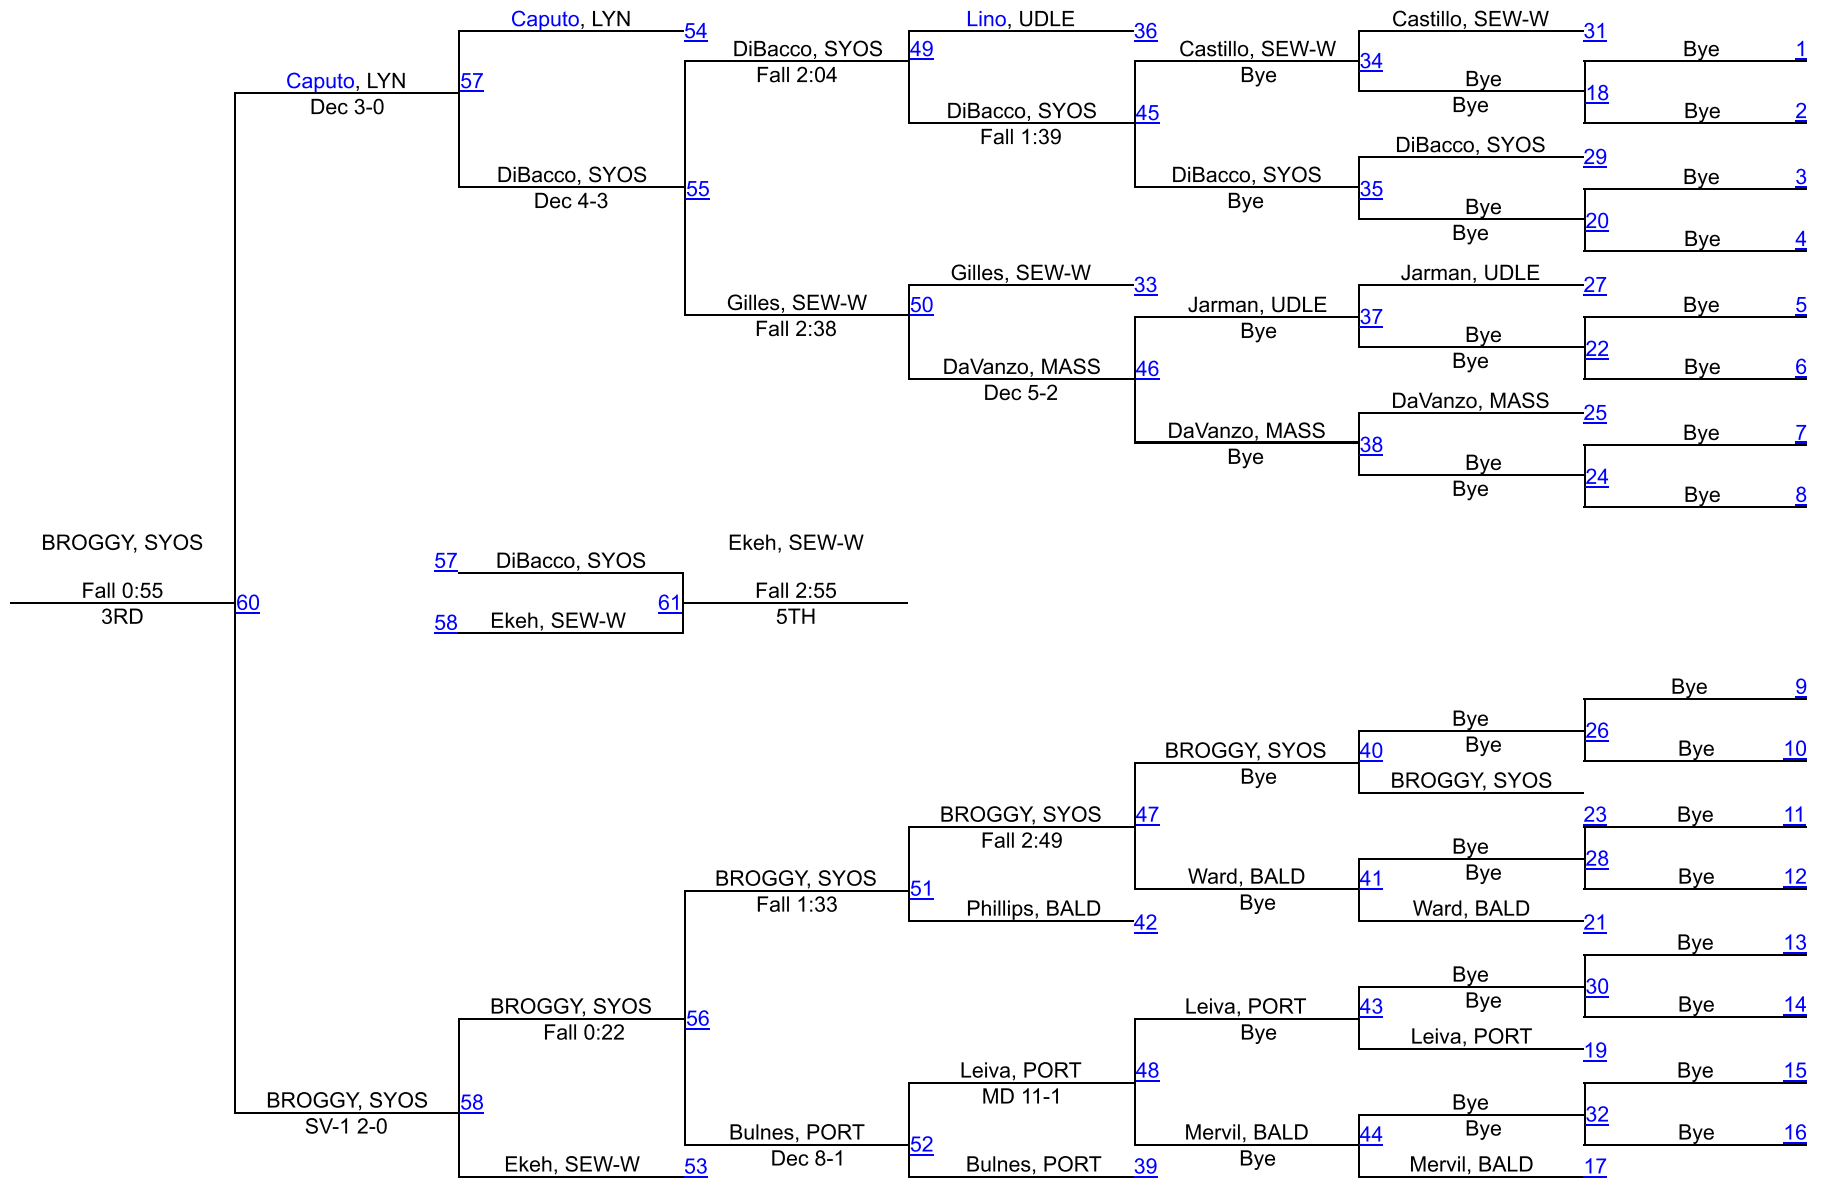 Caputo, LYN
54
Lino, UDLE
36
Castillo, SEW-W
31
DiBacco, SYOS
49
Castillo, SEW-W
34
Bye
1
Fall 2:04
Bye
Bye
18
Caputo, LYN
57
Bye
Dec 3-0
DiBacco, SYOS
45
Bye
2
Fall 1:39
DiBacco, SYOS
29
DiBacco, SYOS
55
DiBacco, SYOS
35
Bye
3
Dec 4-3
Bye
Bye
20
Bye
Bye
4
Gilles, SEW-W
33
Jarman, UDLE
27
Gilles, SEW-W
50
Jarman, UDLE
37
Bye
5
Fall 2:38
Bye
Bye
22
Bye
DaVanzo, MASS
46
Bye
6
Dec 5-2
DaVanzo, MASS
25
DaVanzo, MASS
38
Bye
7
Bye
Bye
24
Bye
Bye
8
BROGGY, SYOS
57
DiBacco, SYOS
Ekeh, SEW-W
Fall 0:55
60
61
Fall 2:55
3RD
58
Ekeh, SEW-W
5TH
Bye
9
Bye
26
Bye
BROGGY, SYOS
40
Bye
10
Bye
BROGGY, SYOS
BROGGY, SYOS
47
23
Bye
11
Fall 2:49
Bye
28
Bye
BROGGY, SYOS
51
Ward, BALD
41
Bye
12
Fall 1:33
Bye
Phillips, BALD
42
Ward, BALD
21
Bye
13
Bye
30
Bye
BROGGY, SYOS
56
Leiva, PORT
43
Bye
14
Fall 0:22
Bye
Leiva, PORT
19
Leiva, PORT
48
Bye
15
MD 11-1
BROGGY, SYOS
58
Bye
32
SV-1 2-0
Bye
Bulnes, PORT
52
Mervil, BALD
44
Bye
16
Dec 8-1
Bye
Ekeh, SEW-W
53
Bulnes, PORT
39
Mervil, BALD
17